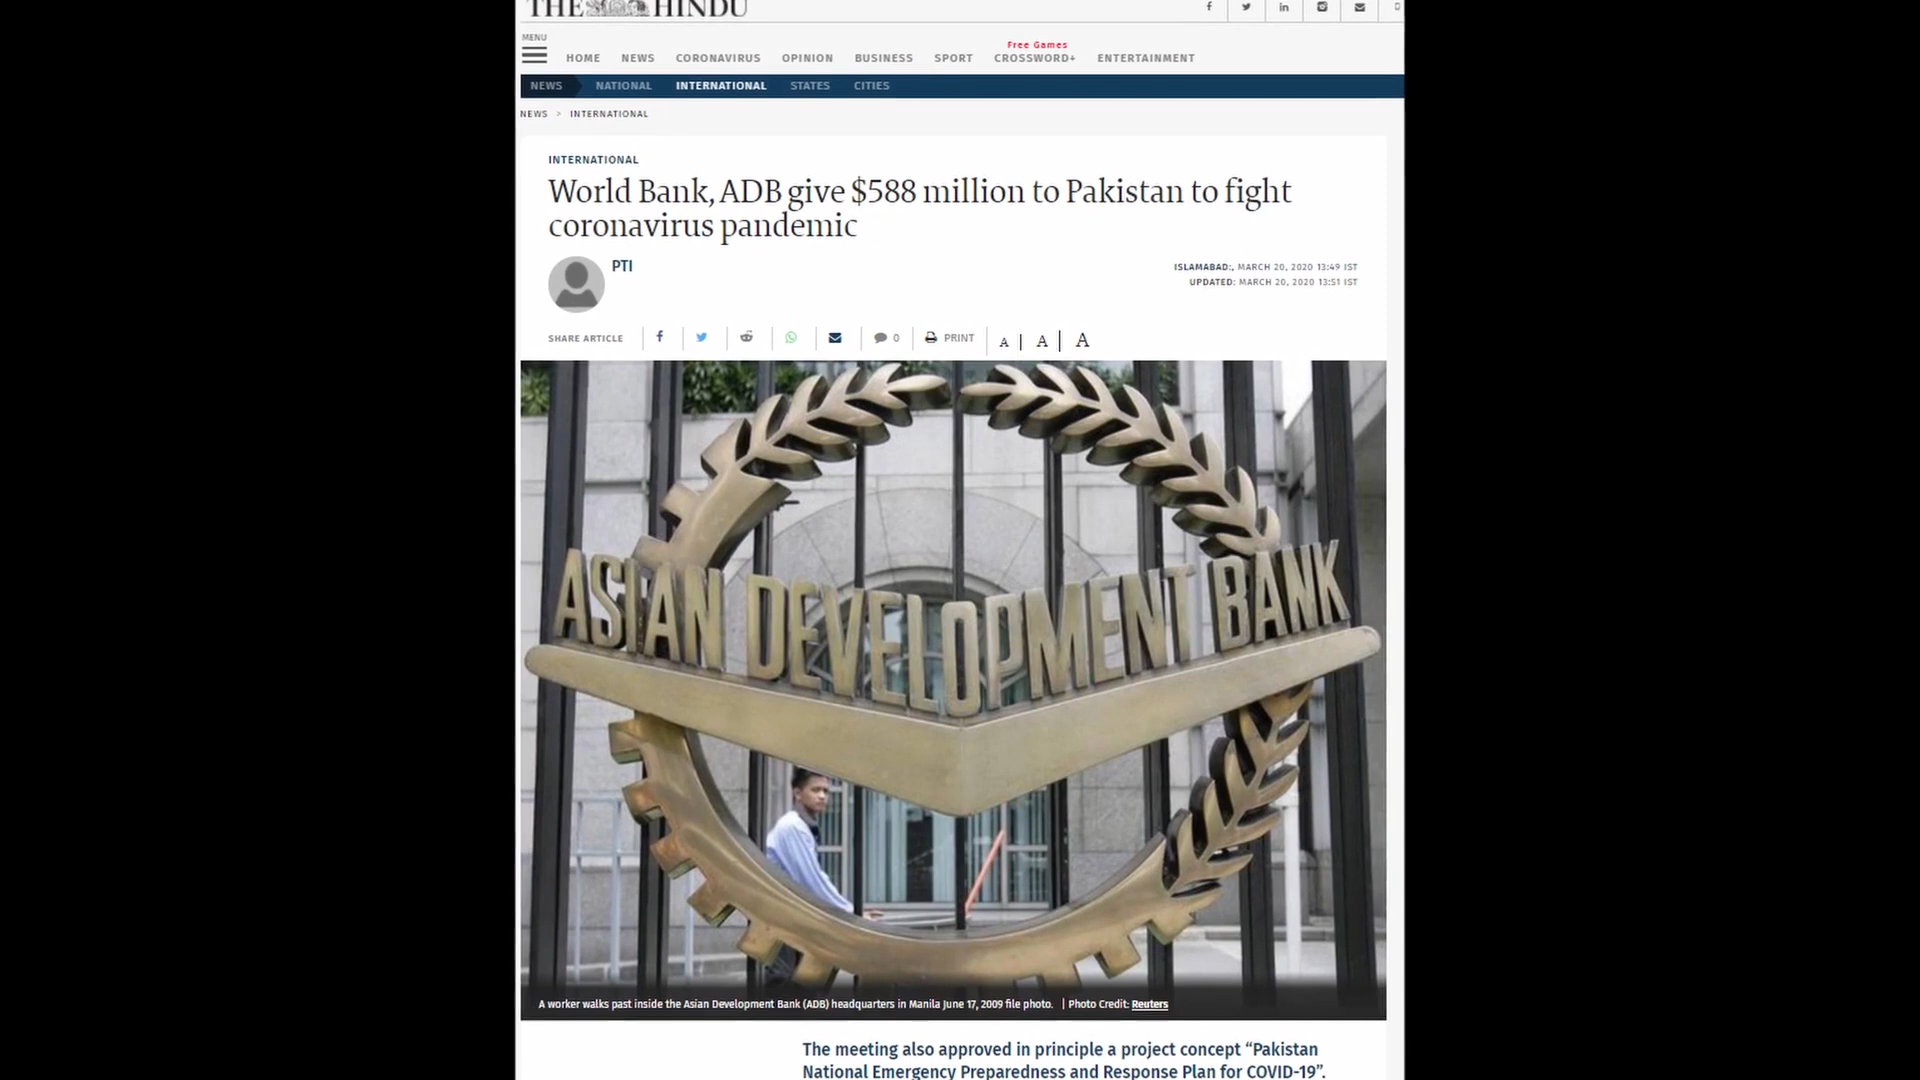 THE HINDU
MENU
HOME NEWS CORONAVIRUS OPINION BUSINESS SPORT Free Games CROSSWORD+ ENTERTAINMENT
NEWS NATIONAL INTERNATIONAL STATES CITIES
NEWS > INTERNATIONAL
INTERNATIONAL
World Bank, ADB give $588 million to Pakistan to fight
coronavirus pandemic
PTI
ISLAMABAD:, MARCH 20, 2020 13:49 IST
UPDATED: MARCH 20, 2020 13:51 IST
SHARE ARTICLE 0 PRINT A | A | A
ASIAN DEVELOPMENT BANK
A worker walks past inside the Asian Development Bank (ADB) headquarters in Manila June 17, 2009 file photo. | Photo Credit: Reuters
The meeting also approved in principle a project concept “Pakistan
National Emergency Preparedness and Response Plan for COVID-19”.